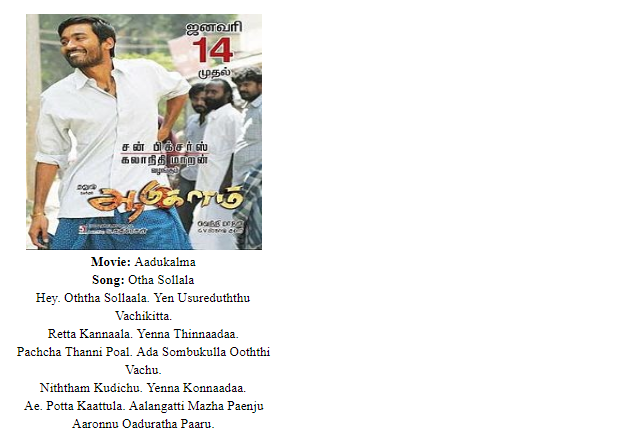 ஜனவரி
14
முதல்
சன் பிக்சர்ஸ்
கலாநிதி மாறன்
வழங்கும்
ஆடுகளம்
Movie: Aadukalma
Song: Otha Sollala
Hey. Oththa Sollaala. Yen Usureduththu
Vachikitta.
Retta Kannaala. Yenna Thinnaadaa.
Pachcha Thanni Poal. Ada Sombukulla Ooththi
Vachu.
Niththam Kudichu. Yenna Konnaadaa.
Ae. Potta Kaattula. Aalangatti Mazha Paenju
Aaronnu Oaduratha Paaru.